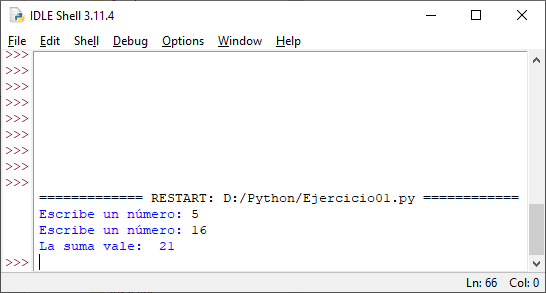 IDLE Shell 3.11.4
File Edit Shell Debug Options Window Help
>>>
>>>
>>>
>>>
>>>
>>>
>>>
>>>
>>>
============= RESTART: D:/Python/Ejercicio01.py ============
Escribe un número: 5
Escribe un número: 16
La suma vale:  21
>>>
Ln: 66 Col: 0